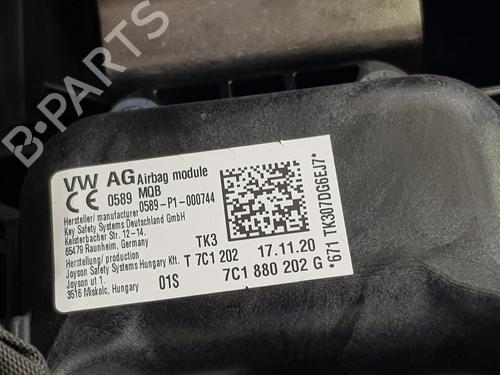 B-PARTS
VW AG Airbag module
CE 0589 MQB
0589-P1-000744
Hersteller/ manufacturer
Key Safety Systems Deutschland GmbH
Kelsterbacher Str. 12-14.
65479 Raunheim, Germany
TK3
Herstellung/ production
Joyson Safety Systems Hungary Kft. T 7C1 202 17.11.20
Joyson ut 1.
3516 Miskolc, Hungary 01S 7C1 880 202 G
*671 TK307DG6EJ7*